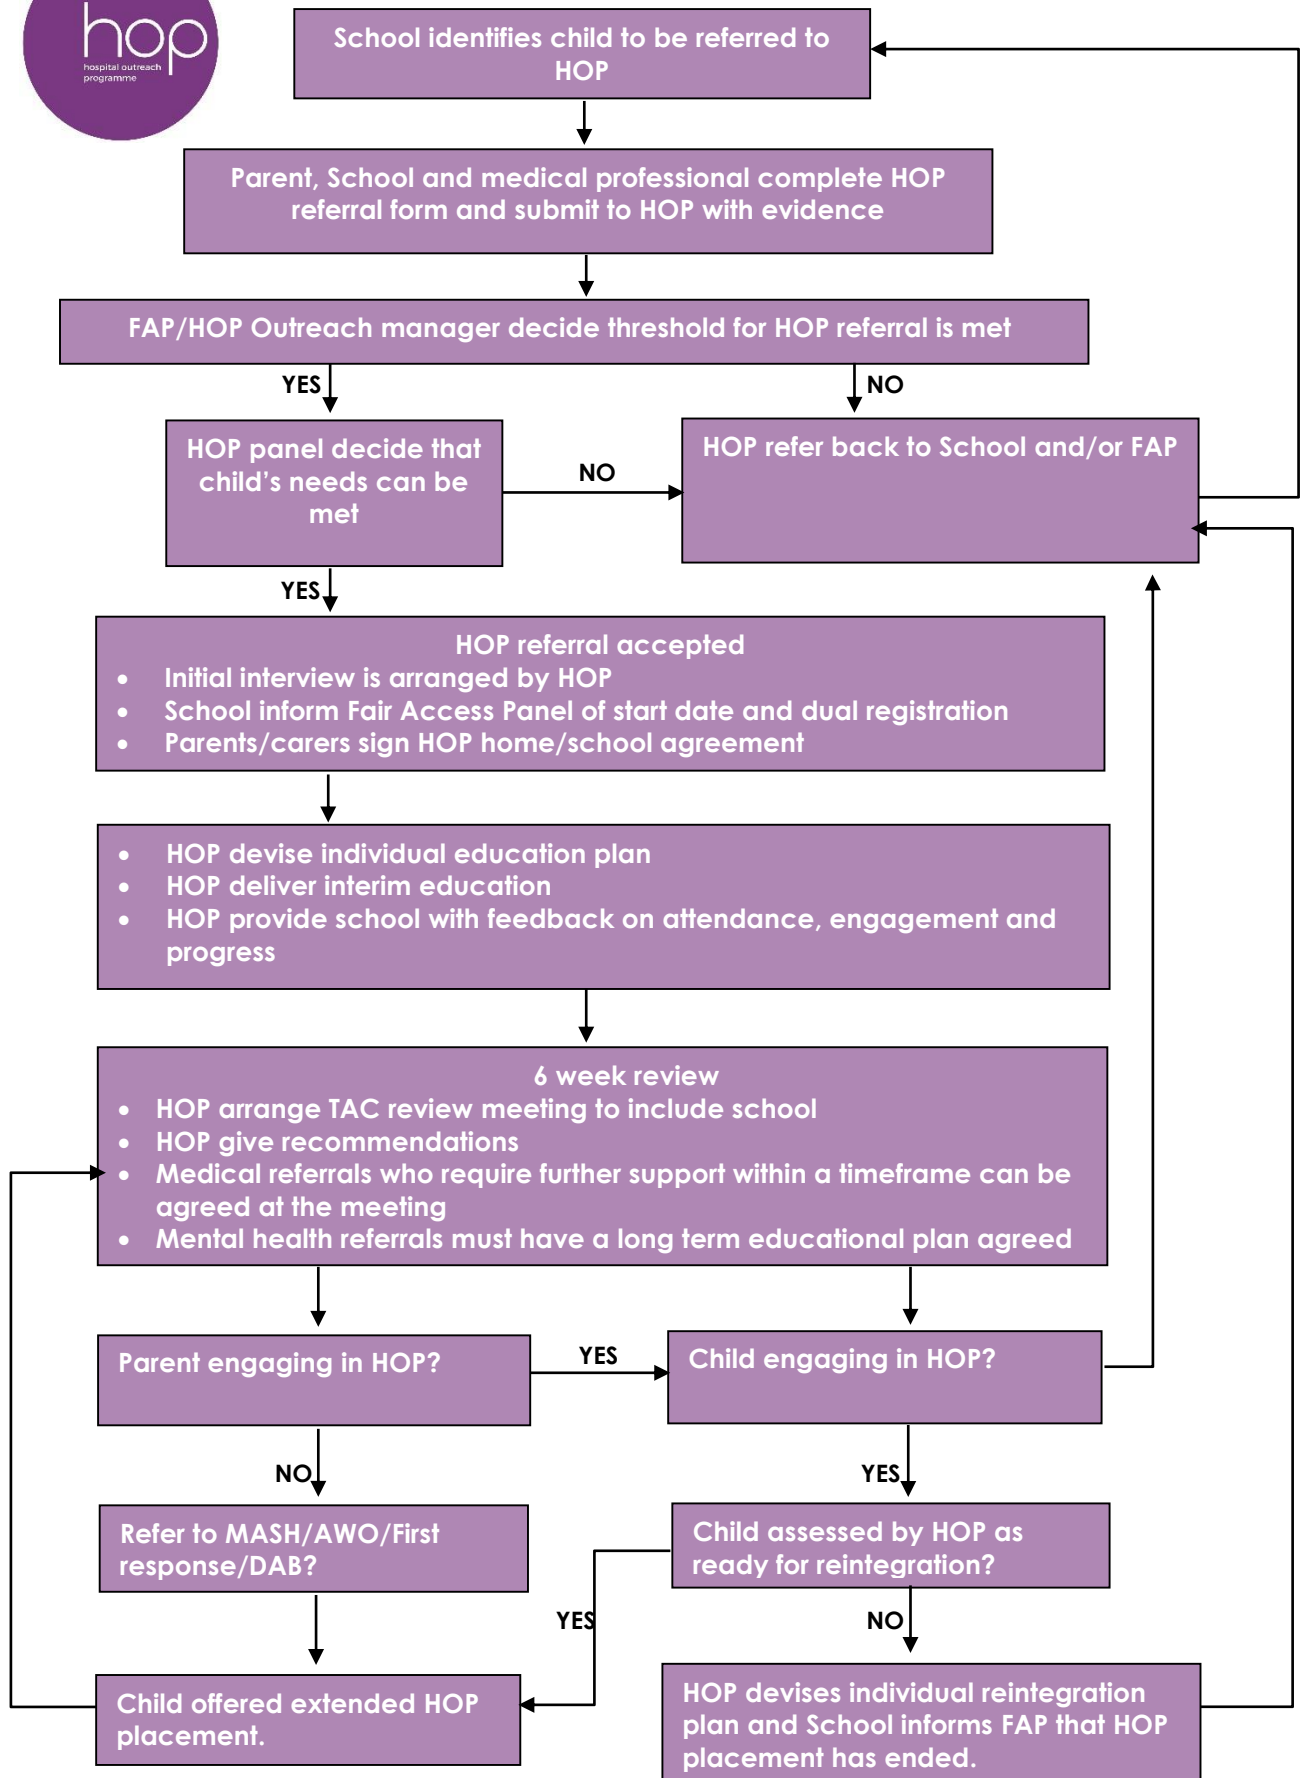 hop
hospital outreach
programme
School identifies child to be referred to
HOP
Parent, School and medical professional complete HOP
referral form and submit to HOP with evidence
FAP/HOP Outreach manager decide threshold for HOP referral is met
YES
NO
HOP panel decide that
child's needs can be
met
NO
HOP refer back to School and/or FAP
YES
HOP referral accepted
• Initial interview is arranged by HOP
• School inform Fair Access Panel of start date and dual registration
• Parents/carers sign HOP home/school agreement
• HOP devise individual education plan
• HOP deliver interim education
• HOP provide school with feedback on attendance, engagement and
progress
6 week review
• HOP arrange TAC review meeting to include school
• HOP give recommendations
• Medical referrals who require further support within a timeframe can be
agreed at the meeting
• Mental health referrals must have a long term educational plan agreed
Parent engaging in HOP?
YES
Child engaging in HOP?
NO
YES
Refer to MASH/AWO/First
response/DAB?
Child assessed by HOP as
ready for reintegration?
YES
NO
Child offered extended HOP
placement.
HOP devises individual reintegration
plan and School informs FAP that HOP
placement has ended.